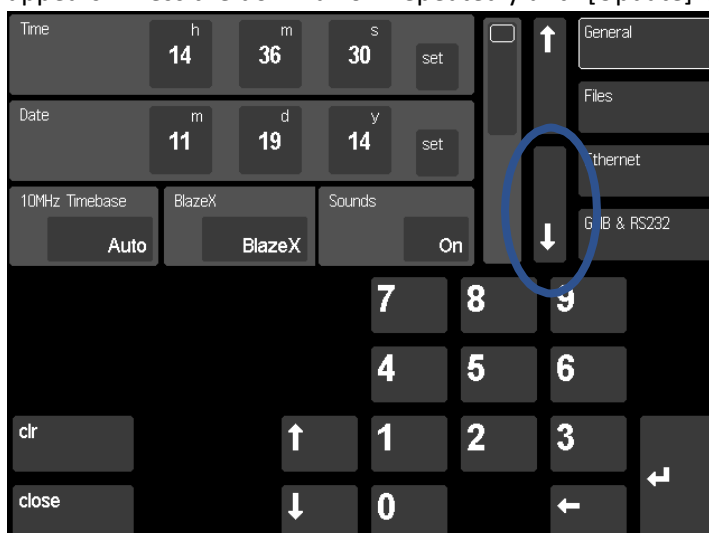 Time
h m s
14 36 30 set
Date
m d y
11 19 14 set
10MHz Timebase BlazeX Sounds
Auto BlazeX On
General
Files
Ethernet
GPIB & RS232
7 8 9
4 5 6
clr ↑ 1 2 3
close ↓ 0 ←